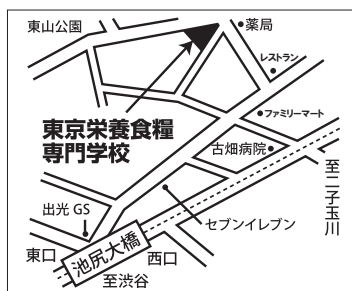 東山公園
薬局
レストラン
ファミリーマート
東京栄養食糧
専門学校
古畑病院
至二子玉川
出光 GS
セブンイレブン
東口
池尻大橋
西口
至渋谷